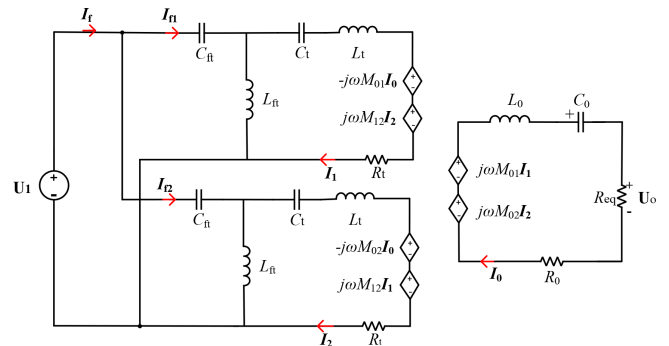 If
If1
Cft
Ct
Lt
Lft
-jωM01I0
jωM12I2
I1
Rt
U1
+
-
If2
Cft
Ct
Lt
Lft
-jωM02I0
jωM12I1
I2
Rt
L0
C0
+
jωM01I1
jωM02I2
Req
+
-
Uo
I0
R0